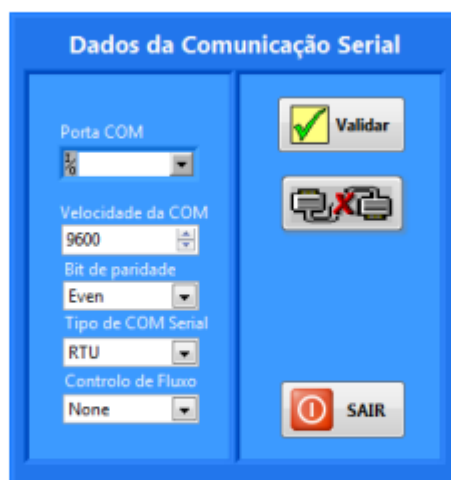 Dados da Comunicação Serial
Porta COM
I/O
Velocidade da COM
9600
Bit de paridade
Even
Tipo de COM Serial
RTU
Controlo de Fluxo
None
Validar
SAIR